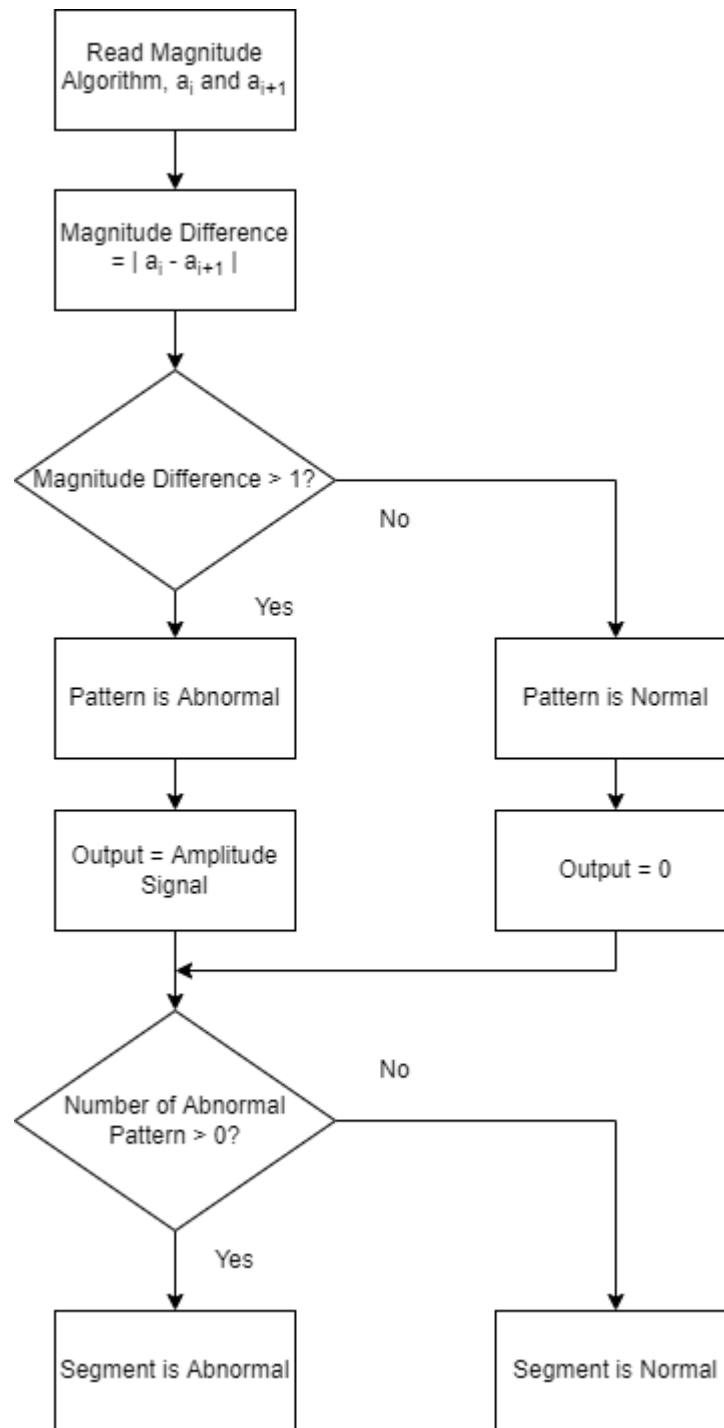 Read Magnitude
Algorithm, aᵢ and aᵢ₊₁
Magnitude Difference
= | aᵢ - aᵢ₊₁ |
Magnitude Difference > 1?
No
Yes
Pattern is Abnormal
Pattern is Normal
Output = Amplitude
Signal
Output = 0
No
Number of Abnormal
Pattern > 0?
Yes
Segment is Abnormal
Segment is Normal